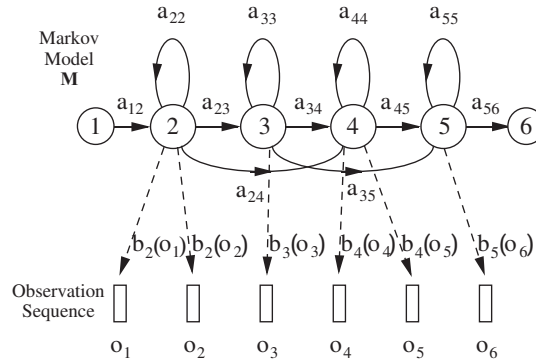 a22 a33 a44 a55
Markov
Model
M
a12 a23 a34 a45 a56
1 2 3 4 5 6
a24 a35
b2(o1) b2(o2) b3(o3) b4(o4) b4(o5) b5(o6)
Observation
Sequence
o1 o2 o3 o4 o5 o6